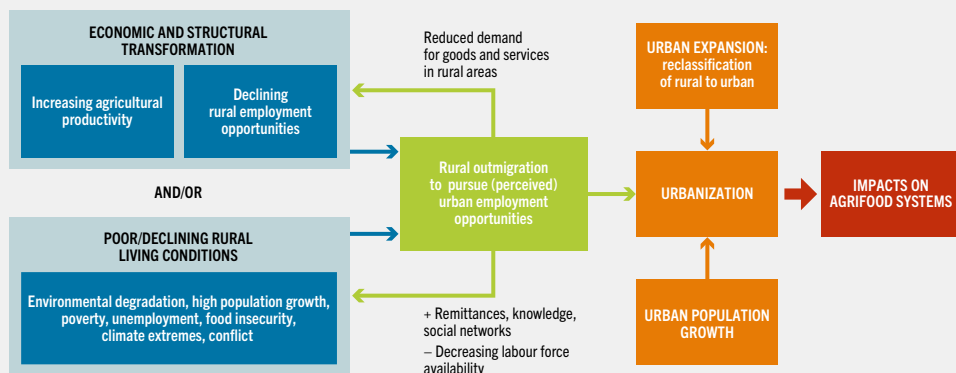 ECONOMIC AND STRUCTURAL
TRANSFORMATION
Increasing agricultural
productivity
Declining
rural employment
opportunities
AND/OR
POOR/DECLINING RURAL
LIVING CONDITIONS
Environmental degradation, high population growth,
poverty, unemployment, food insecurity,
climate extremes, conflict
Reduced demand
for goods and services
in rural areas
Rural outmigration
to pursue (perceived)
urban employment
opportunities
+ Remittances, knowledge,
social networks
– Decreasing labour force
availability
URBAN EXPANSION:
reclassification
of rural to urban
URBANIZATION
URBAN POPULATION
GROWTH
IMPACTS ON
AGRIFOOD SYSTEMS